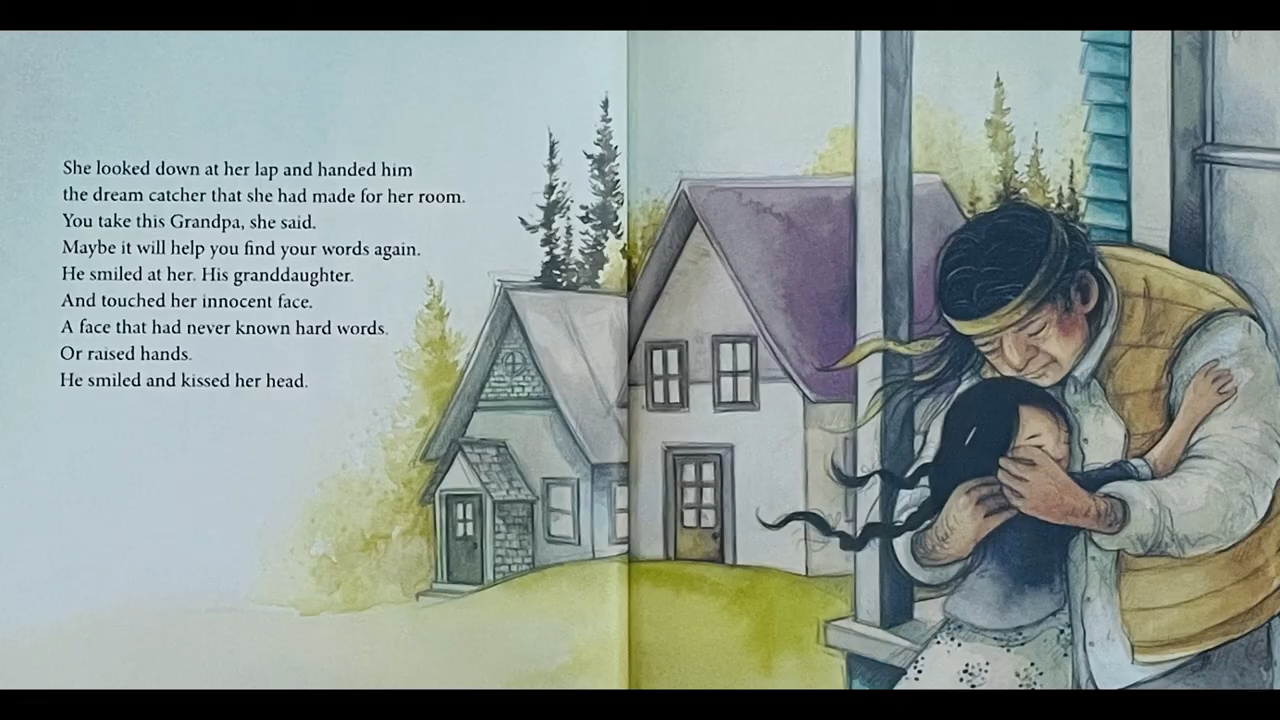 She looked down at her lap and handed him
the dream catcher that she had made for her room.
You take this Grandpa, she said.
Maybe it will help you find your words again.
He smiled at her. His granddaughter.
And touched her innocent face.
A face that had never known hard words.
Or raised hands.
He smiled and kissed her head.